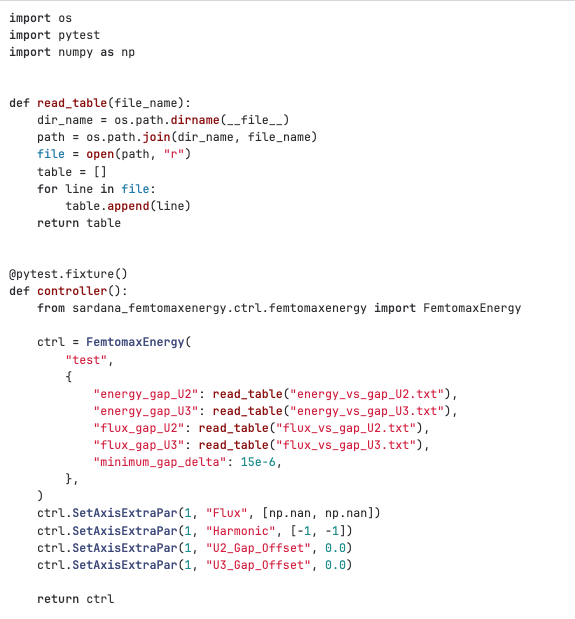 import os
import pytest
import numpy as np
def read_table(file_name):
    dir_name = os.path.dirname(__file__)
    path = os.path.join(dir_name, file_name)
    file = open(path, "r")
    table = []
    for line in file:
        table.append(line)
    return table
@pytest.fixture()
def controller():
    from sardana_femtomaxenergy.ctrl.femtomaxenergy import FemtomaxEnergy
    ctrl = FemtomaxEnergy(
        "test",
        {
            "energy_gap_U2": read_table("energy_vs_gap_U2.txt"),
            "energy_gap_U3": read_table("energy_vs_gap_U3.txt"),
            "flux_gap_U2": read_table("flux_vs_gap_U2.txt"),
            "flux_gap_U3": read_table("flux_vs_gap_U3.txt"),
            "minimum_gap_delta": 15e-6,
        },
    )
    ctrl.SetAxisExtraPar(1, "Flux", [np.nan, np.nan])
    ctrl.SetAxisExtraPar(1, "Harmonic", [-1, -1])
    ctrl.SetAxisExtraPar(1, "U2_Gap_Offset", 0.0)
    ctrl.SetAxisExtraPar(1, "U3_Gap_Offset", 0.0)
    return ctrl